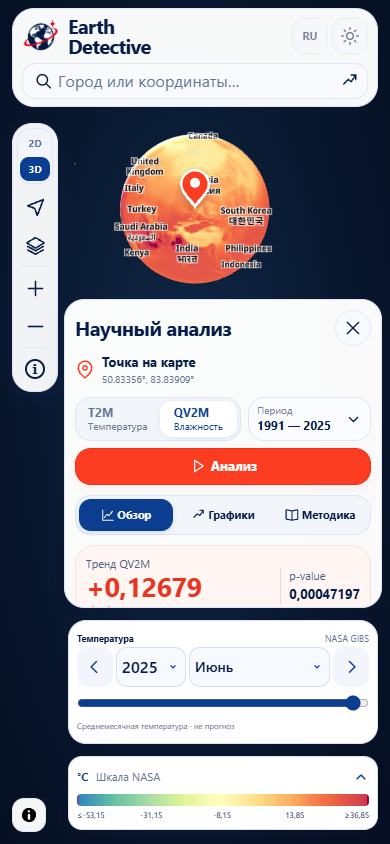 Earth
Detective
RU
Город или координаты...
2D
3D
Canada
United
Kingdom
Italy
Turkey
Saudi Arabia
السعودية
Kenya
India
भारत
South Korea
대한민국
Philippines
Indonesia
Научный анализ
Точка на карте
50.83356°, 83.83909°
T2M
Температура
QV2M
Влажность
Период
1991 — 2025
Анализ
Обзор
Графики
Методика
Тренд QV2M
+0,12679
p-value
0,00047197
Температура
NASA GIBS
2025
Июнь
Среднемесячная температура · не прогноз
°C Шкала NASA
≤-53,15
-31,15
-8,15
13,85
≥36,85